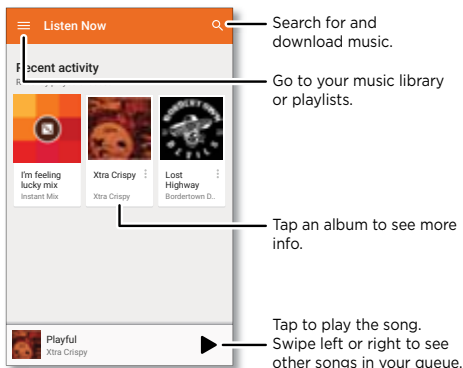 Listen Now
Search for and
download music.
Recent activity
Go to your music library
or playlists.
BORDERTOWN
I'm feeling
lucky mix
Instant Mix
Xtra Crispy
Xtra Crispy
Lost
Highway
Bordertown D..
Tap an album to see more
info.
Playful
Xtra Crispy
Tap to play the song.
Swipe left or right to see
other songs in your queue.